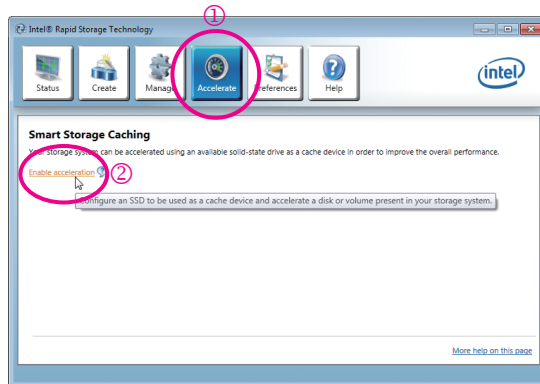 ①
Intel® Rapid Storage Technology
Status
Create
Manage
Accelerate
Preferences
Help
intel
Smart Storage Caching
Your storage system can be accelerated using an available solid-state drive as a cache device in order to improve the overall performance.
Enable acceleration
②
Configure an SSD to be used as a cache device and accelerate a disk or volume present in your storage system.
More help on this page